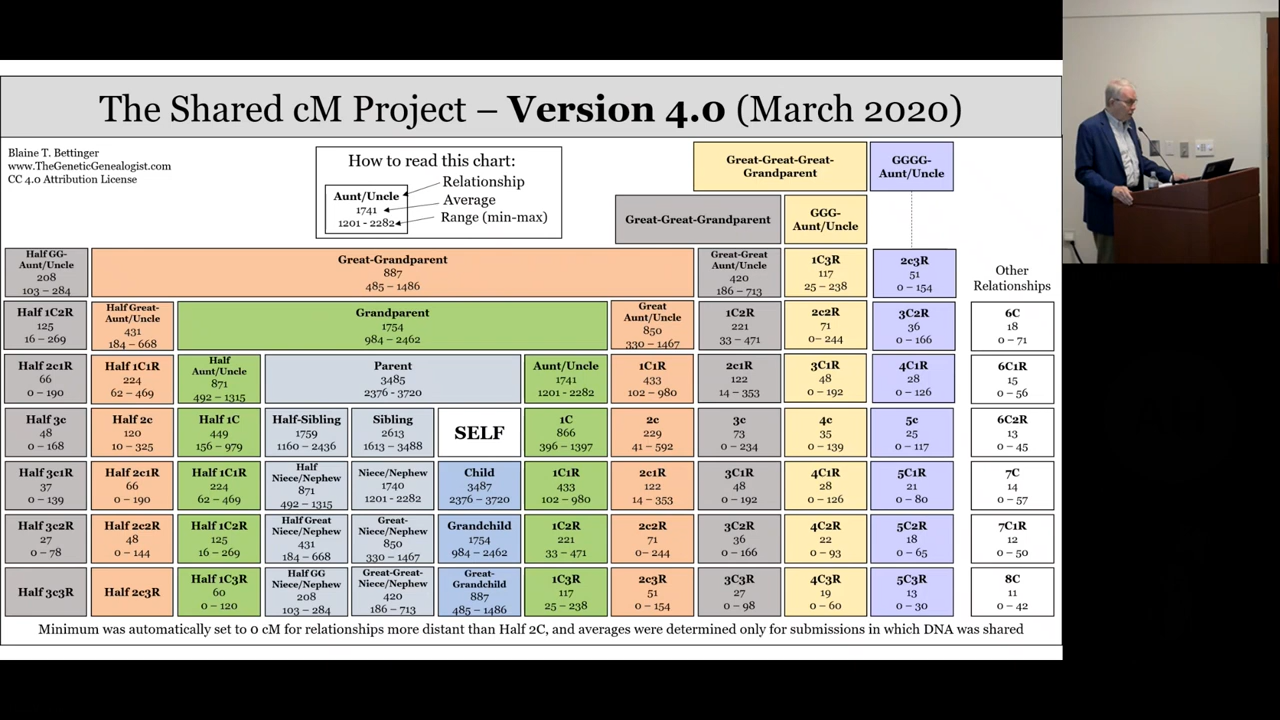 The Shared cM Project – Version 4.0 (March 2020)
Blaine T. Bettinger
www.TheGeneticGenealogist.com
CC 4.0 Attribution License
How to read this chart:
Aunt/Uncle
1741
1201 - 2282
Relationship
Average
Range (min-max)
Great-Great-Great-
Grandparent
GGGG-
Aunt/Uncle
Great-Great-Grandparent
GGG-
Aunt/Uncle
Half GG-
Aunt/Uncle
208
103 – 284
Great-Grandparent
887
485 – 1486
Great-Great
Aunt/Uncle
420
186 – 713
1C3R
117
25 – 238
2c3R
51
0 – 154
Other
Relationships
Half 1C2R
125
16 – 269
Half Great-
Aunt/Uncle
431
184 – 668
Grandparent
1754
984 – 2462
Great
Aunt/Uncle
850
330 – 1467
1C2R
221
33 – 471
2c2R
71
0– 244
3C2R
36
0 – 166
6C
18
0 – 71
Half 2c1R
66
0 – 190
Half 1C1R
224
62 – 469
Half
Aunt/Uncle
871
492 – 1315
Parent
3485
2376 - 3720
Aunt/Uncle
1741
1201 - 2282
1C1R
433
102 – 980
2c1R
122
14 – 353
3C1R
48
0 – 192
4C1R
28
0 – 126
6C1R
15
0 – 56
Half 3c
48
0 – 168
Half 2c
120
10 – 325
Half 1C
449
156 – 979
Half-Sibling
1759
1160 – 2436
Sibling
2613
1613 – 3488
SELF
1C
866
396 – 1397
2c
229
41 – 592
3c
73
0 – 234
4c
35
0 – 139
5c
25
0 – 117
6C2R
13
0 – 45
Half 3c1R
37
0 – 139
Half 2c1R
66
0 – 190
Half 1C1R
224
62 – 469
Half
Niece/Nephew
871
492 – 1315
Niece/Nephew
1740
1201 - 2282
Child
3487
2376 – 3720
1C1R
433
102 – 980
2c1R
122
14 – 353
3C1R
48
0 – 192
4C1R
28
0 – 126
5C1R
21
0 – 80
7C
14
0 – 57
Half 3c2R
27
0 – 78
Half 2c2R
48
0 – 144
Half 1C2R
125
16 – 269
Half Great
Niece/Nephew
431
184 – 668
Great-
Niece/Nephew
850
330 – 1467
Grandchild
1754
984 – 2462
1C2R
221
33 – 471
2c2R
71
0– 244
3C2R
36
0 – 166
4C2R
22
0 – 93
5C2R
18
0 – 65
7C1R
12
0 – 50
Half 3c3R
Half 2c3R
Half 1C3R
60
0 – 120
Half GG
Niece/Nephew
208
103 – 284
Great-Great-
Niece/Nephew
420
186 – 713
Great-
Grandchild
887
485 – 1486
1C3R
117
25 – 238
2c3R
51
0 – 154
3C3R
27
0 – 98
4C3R
19
0 – 60
5C3R
13
0 – 30
8C
11
0 – 42
Minimum was automatically set to 0 cM for relationships more distant than Half 2C, and averages were determined only for submissions in which DNA was shared